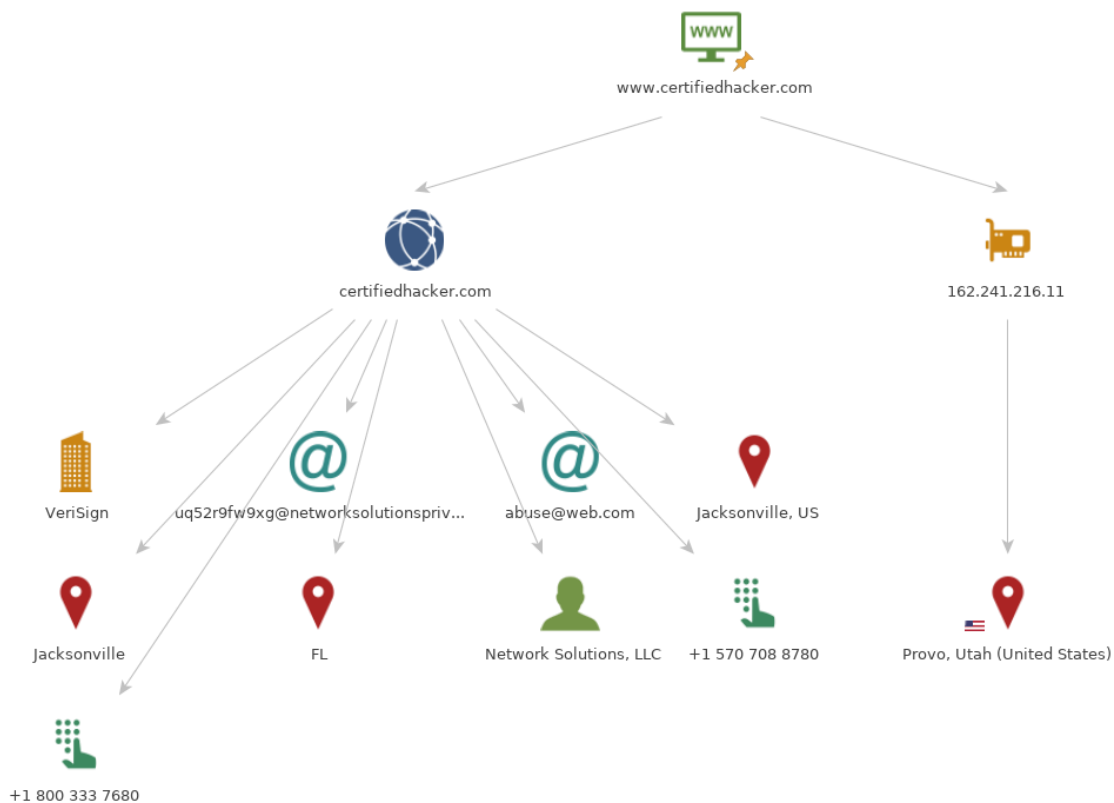 www
www.certifiedhacker.com
certifiedhacker.com
162.241.216.11
VeriSign
uq52r9fw9xg@networksolutionspriv...
abuse@web.com
Jacksonville, US
Jacksonville
FL
Network Solutions, LLC
+1 570 708 8780
Provo, Utah (United States)
+1 800 333 7680